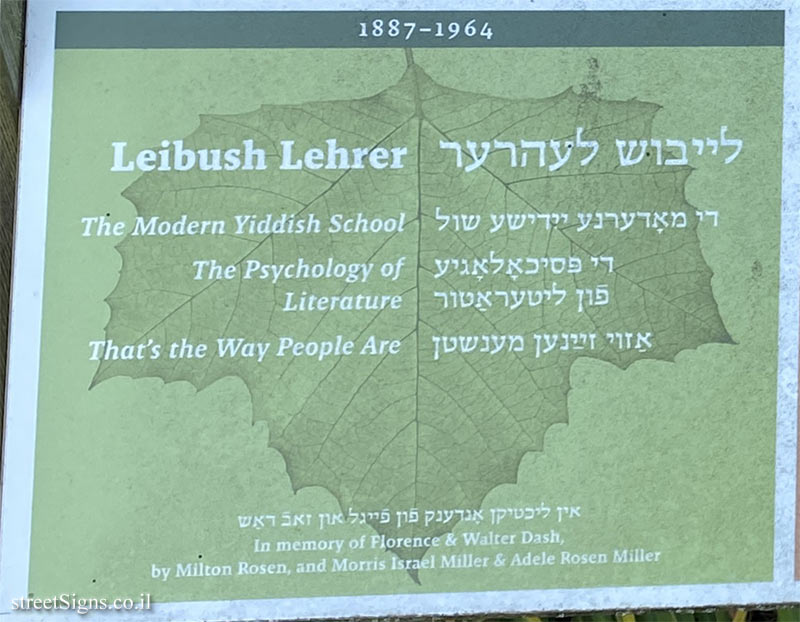 1887–1964
Leibush Lehrer לייבוש לעהרער
The Modern Yiddish School די מאָדערנע יידישע שול
The Psychology of די פּסיכאָלאָגיע
Literature פֿון ליטעראַטור
That's the Way People Are אַזוי זײַנען מענשטן
אין ליכטיקן אָנדענק פֿון פֿייגל און זאבֿ דאַש
In memory of Florence & Walter Dash,
by Milton Rosen, and Morris Israel Miller & Adele Rosen Miller
streetSigns.co.il